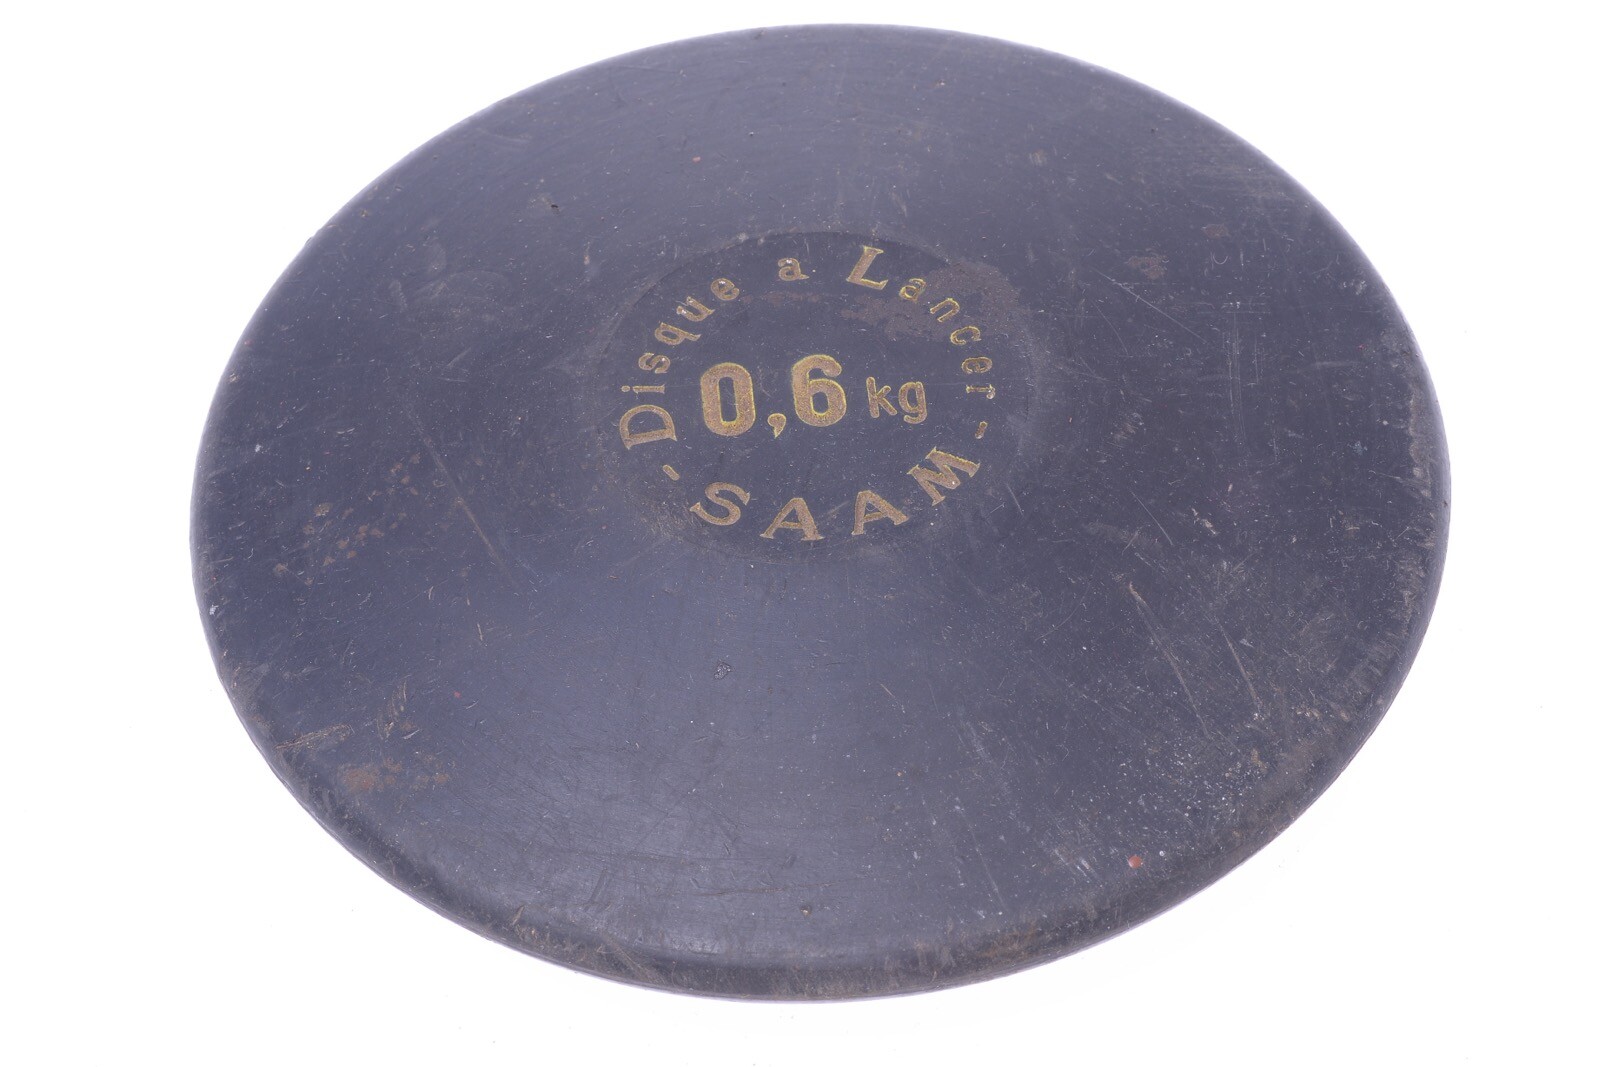 Disque a Lancer
0,6 kg
- SAAM -